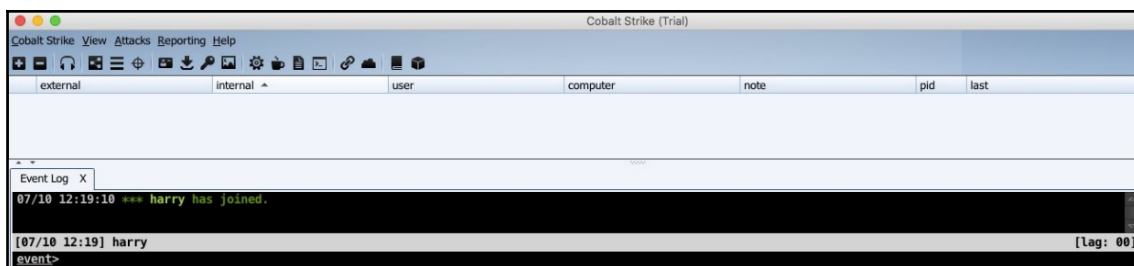 Cobalt Strike (Trial)
Cobalt Strike View Attacks Reporting Help
external internal user computer note pid last
Event Log X
07/10 12:19:10 *** harry has joined.
[07/10 12:19] harry [lag: 00]
event>